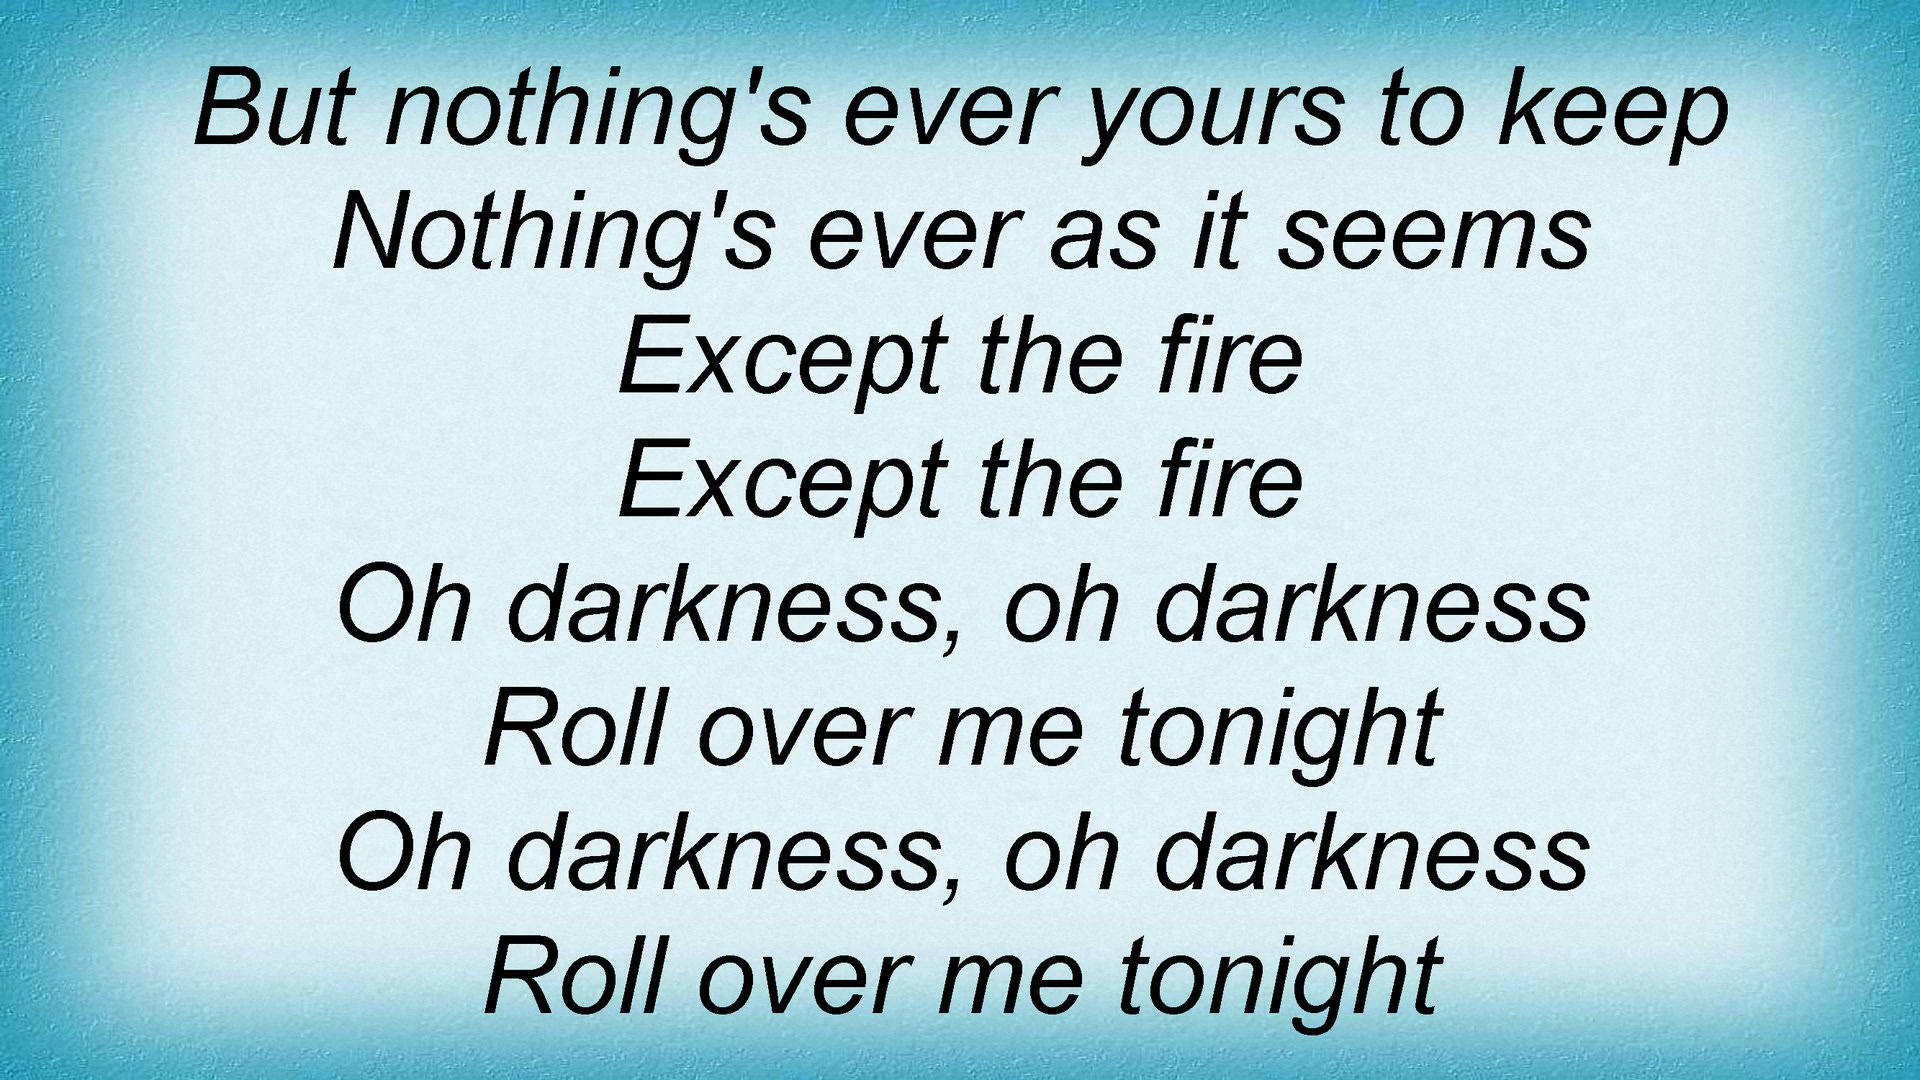 But nothing's ever yours to keep
Nothing's ever as it seems
Except the fire
Except the fire
Oh darkness, oh darkness
Roll over me tonight
Oh darkness, oh darkness
Roll over me tonight